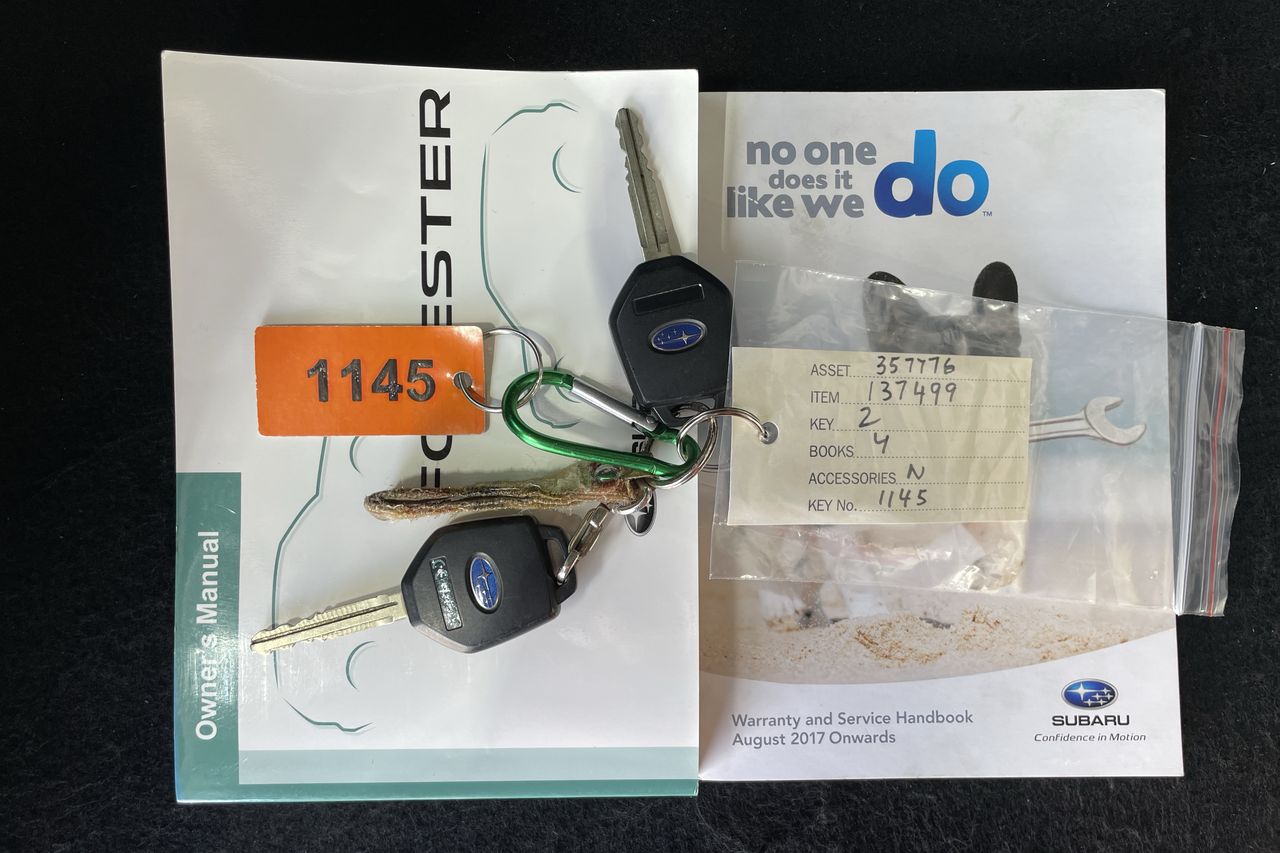 FORESTER
Owner's Manual
1145
no one
does it
like we do™
ASSET 357776
ITEM 137499
KEY 2
BOOKS 4
ACCESSORIES N
KEY No. 1145
Warranty and Service Handbook
August 2017 Onwards
SUBARU
Confidence in Motion